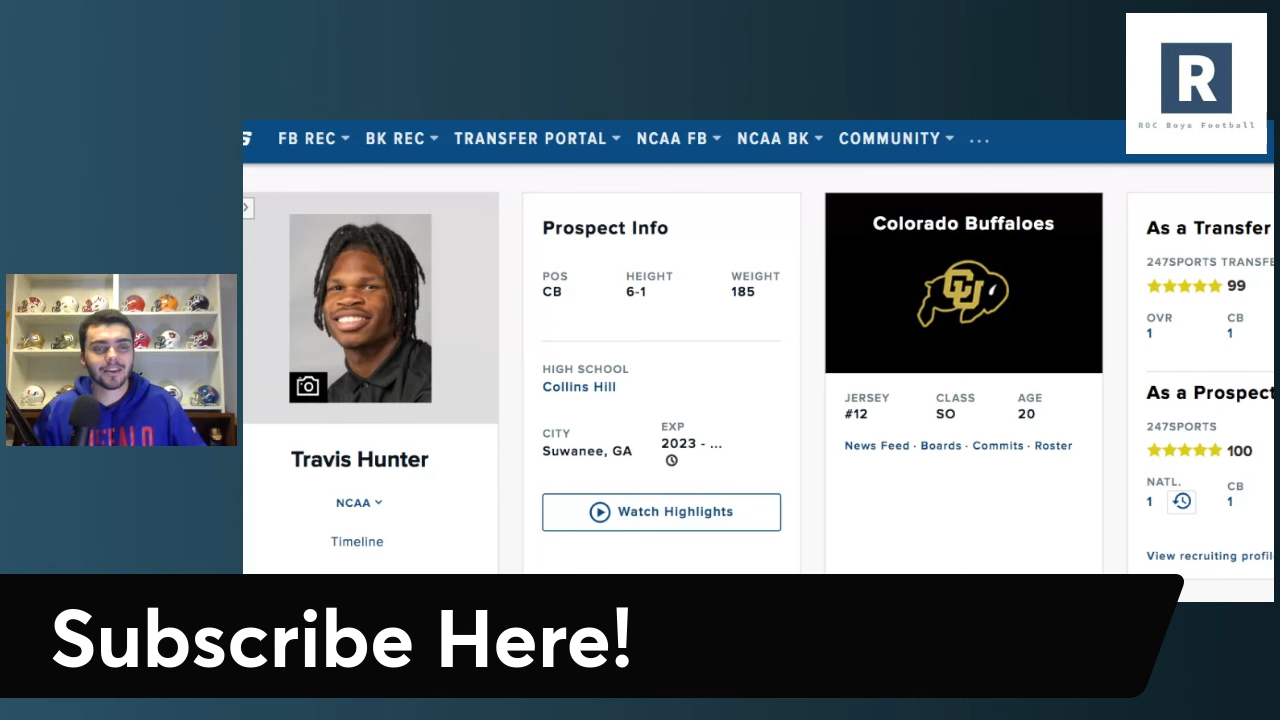 R
ROC Boys Football
FB REC BK REC TRANSFER PORTAL NCAA FB NCAA BK COMMUNITY ...
Travis Hunter
NCAA
Timeline
Prospect Info
POS HEIGHT WEIGHT
CB 6-1 185
HIGH SCHOOL
Collins Hill
CITY EXP
Suwanee, GA 2023 - ...
Watch Highlights
Colorado Buffaloes
CU
JERSEY CLASS AGE
#12 SO 20
News Feed · Boards · Commits · Roster
As a Transfer
247SPORTS TRANSFE
99
OVR CB
1 1
As a Prospect
247SPORTS
100
NATL. CB
1 1
View recruiting profil
BUFFALO
Subscribe Here!